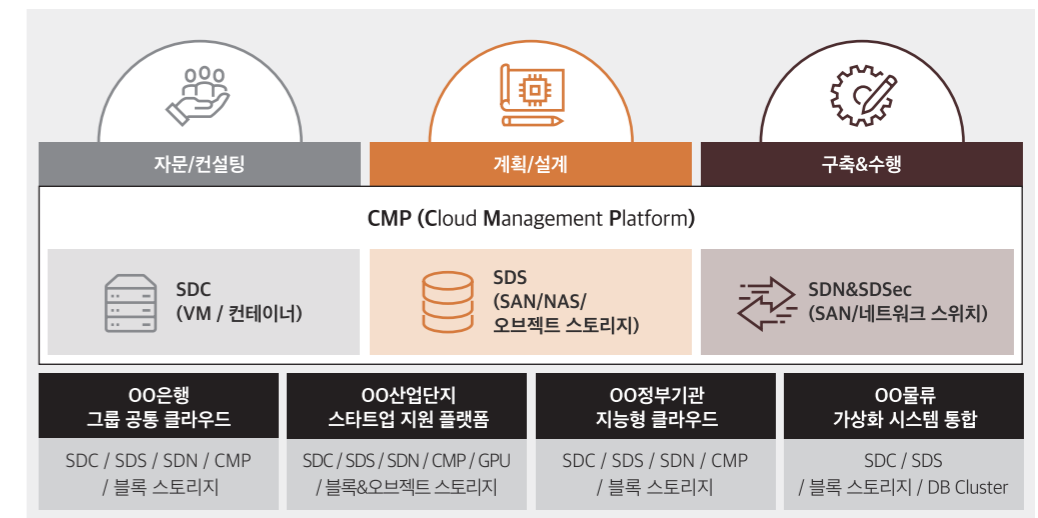 자문/컨설팅
계획/설계
구축&수행
CMP (Cloud Management Platform)
SDC
(VM / 컨테이너)
SDS
(SAN/NAS/
오브젝트 스토리지)
SDN&SDSec
(SAN/네트워크 스위치)
OO은행
그룹 공통 클라우드
SDC / SDS / SDN / CMP
/ 블록 스토리지
OO산업단지
스타트업 지원 플랫폼
SDC / SDS / SDN / CMP / GPU
/ 블록&오브젝트 스토리지
OO정부기관
지능형 클라우드
SDC / SDS / SDN / CMP
/ 블록 스토리지
OO물류
가상화 시스템 통합
SDC / SDS
/ 블록 스토리지 / DB Cluster